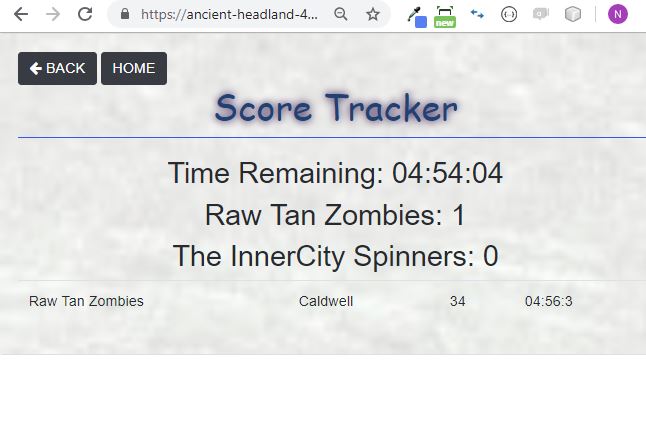 https://ancient-headland-4...
new
N
BACK HOME
Score Tracker
Time Remaining: 04:54:04
Raw Tan Zombies: 1
The InnerCity Spinners: 0
Raw Tan Zombies Caldwell 34 04:56:3